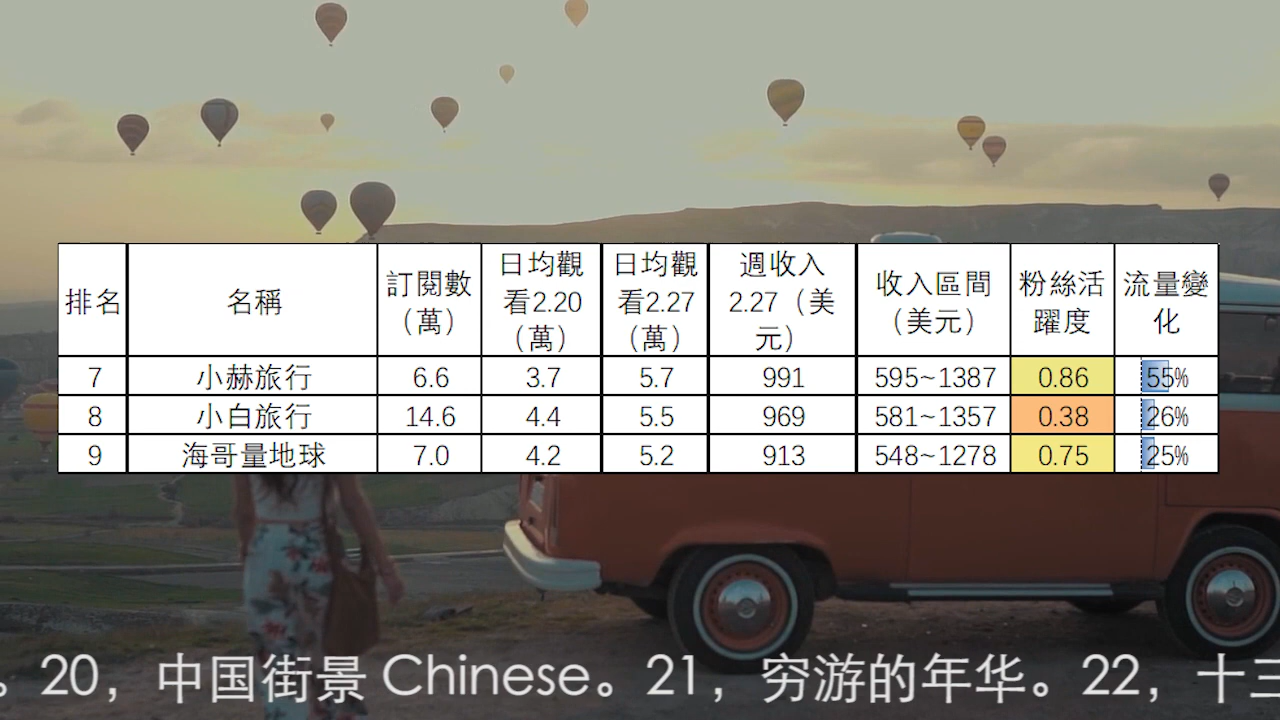 排名 名稱 訂閱數（萬） 日均觀看2.20（萬） 日均觀看2.27（萬） 週收入2.27（美元） 收入區間（美元） 粉絲活躍度 流量變化
7 小赫旅行 6.6 3.7 5.7 991 595~1387 0.86 55%
8 小白旅行 14.6 4.4 5.5 969 581~1357 0.38 26%
9 海哥量地球 7.0 4.2 5.2 913 548~1278 0.75 25%
。20，中国街景 Chinese。21，穷游的年华。22，十三